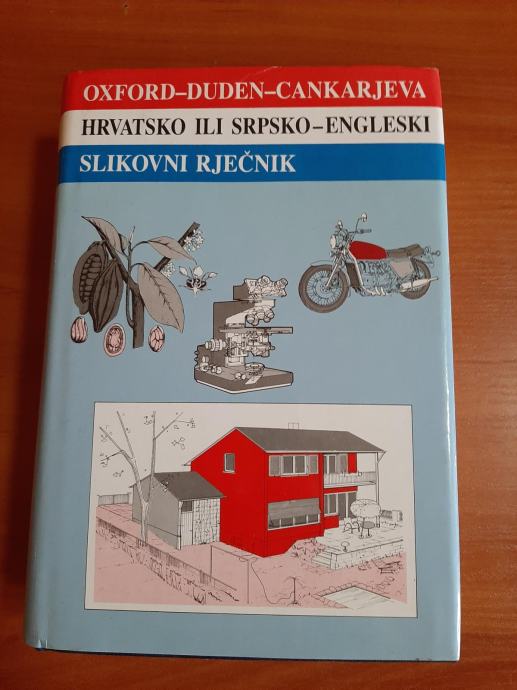 OXFORD–DUDEN–CANKARJEVA
HRVATSKO ILI SRPSKO–ENGLESKI
SLIKOVNI RJEČNIK